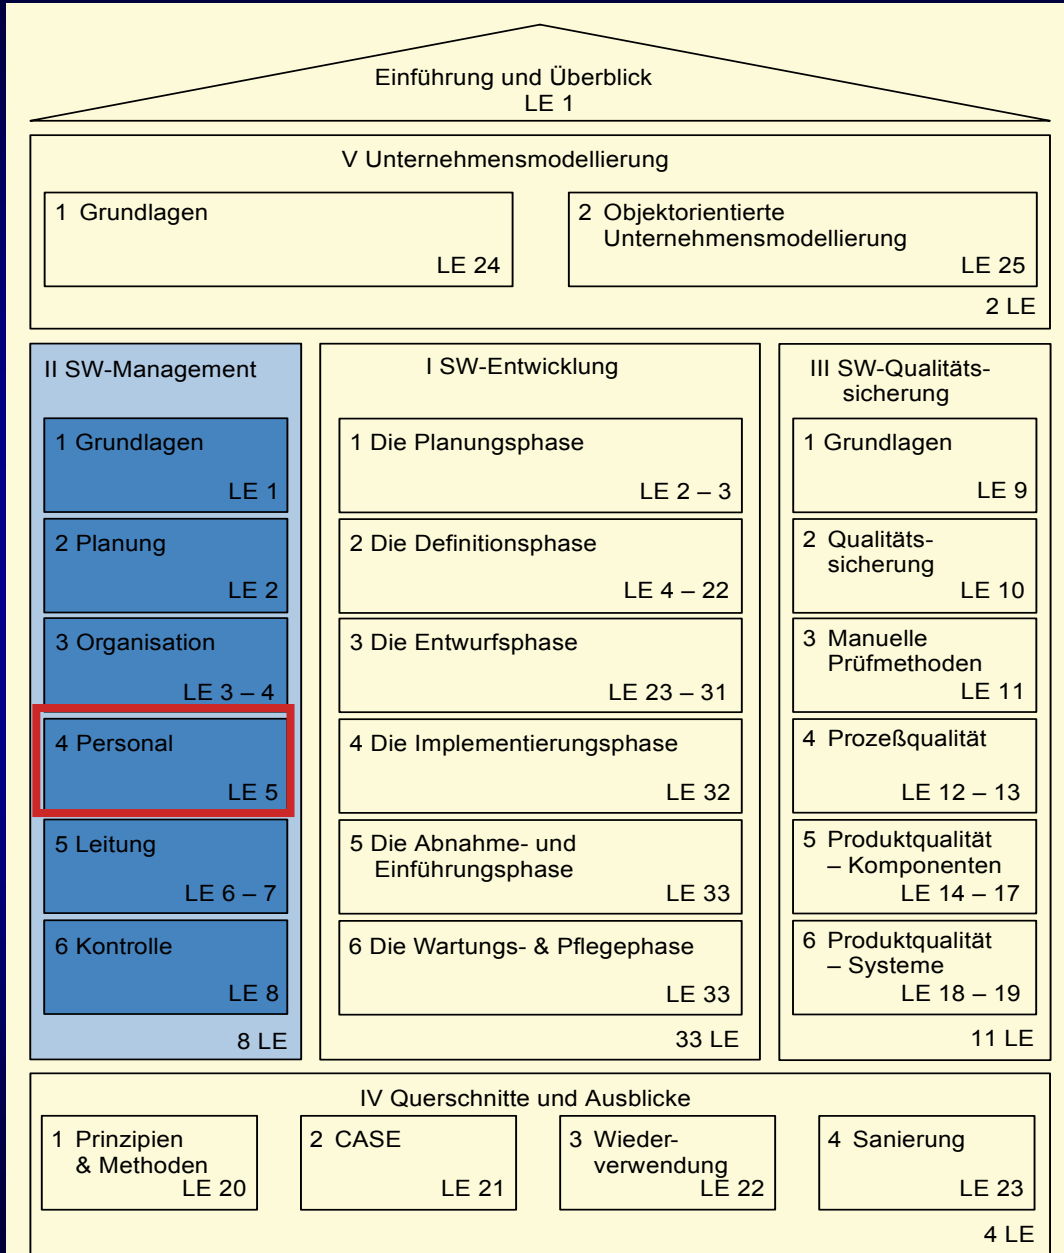 Einführung und Überblick
LE 1
V Unternehmensmodellierung
1 Grundlagen
LE 24
2 Objektorientierte
Unternehmensmodellierung
LE 25
2 LE
II SW-Management
1 Grundlagen
LE 1
2 Planung
LE 2
3 Organisation
LE 3 – 4
4 Personal
LE 5
5 Leitung
LE 6 – 7
6 Kontrolle
LE 8
8 LE
I SW-Entwicklung
1 Die Planungsphase
LE 2 – 3
2 Die Definitionsphase
LE 4 – 22
3 Die Entwurfsphase
LE 23 – 31
4 Die Implementierungsphase
LE 32
5 Die Abnahme- und
Einführungsphase
LE 33
6 Die Wartungs- & Pflegephase
LE 33
33 LE
III SW-Qualitäts-
sicherung
1 Grundlagen
LE 9
2 Qualitäts-
sicherung
LE 10
3 Manuelle
Prüfmethoden
LE 11
4 Prozeßqualität
LE 12 – 13
5 Produktqualität
– Komponenten
LE 14 – 17
6 Produktqualität
– Systeme
LE 18 – 19
11 LE
IV Querschnitte und Ausblicke
1 Prinzipien
& Methoden
LE 20
2 CASE
LE 21
3 Wieder-
verwendung
LE 22
4 Sanierung
LE 23
4 LE